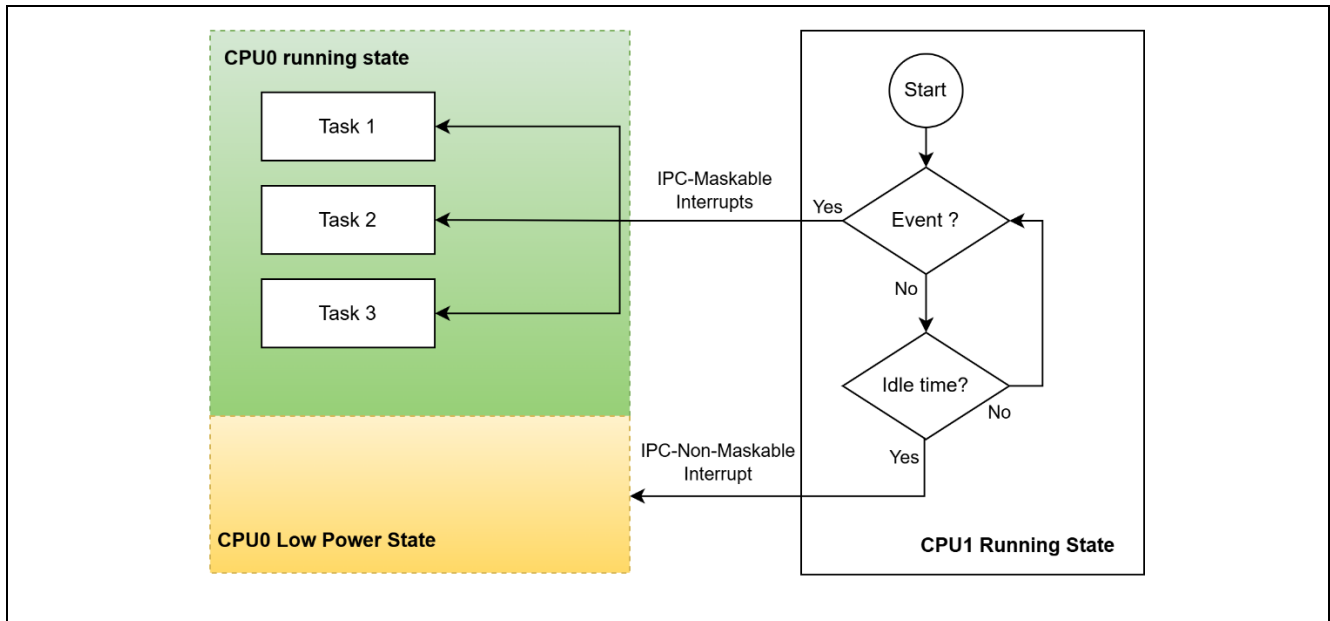 CPU0 running state
Task 1
Task 2
Task 3
CPU0 Low Power State
IPC-Maskable
Interrupts
IPC-Non-Maskable
Interrupt
Start
Event ?
Yes
No
Idle time?
No
Yes
CPU1 Running State